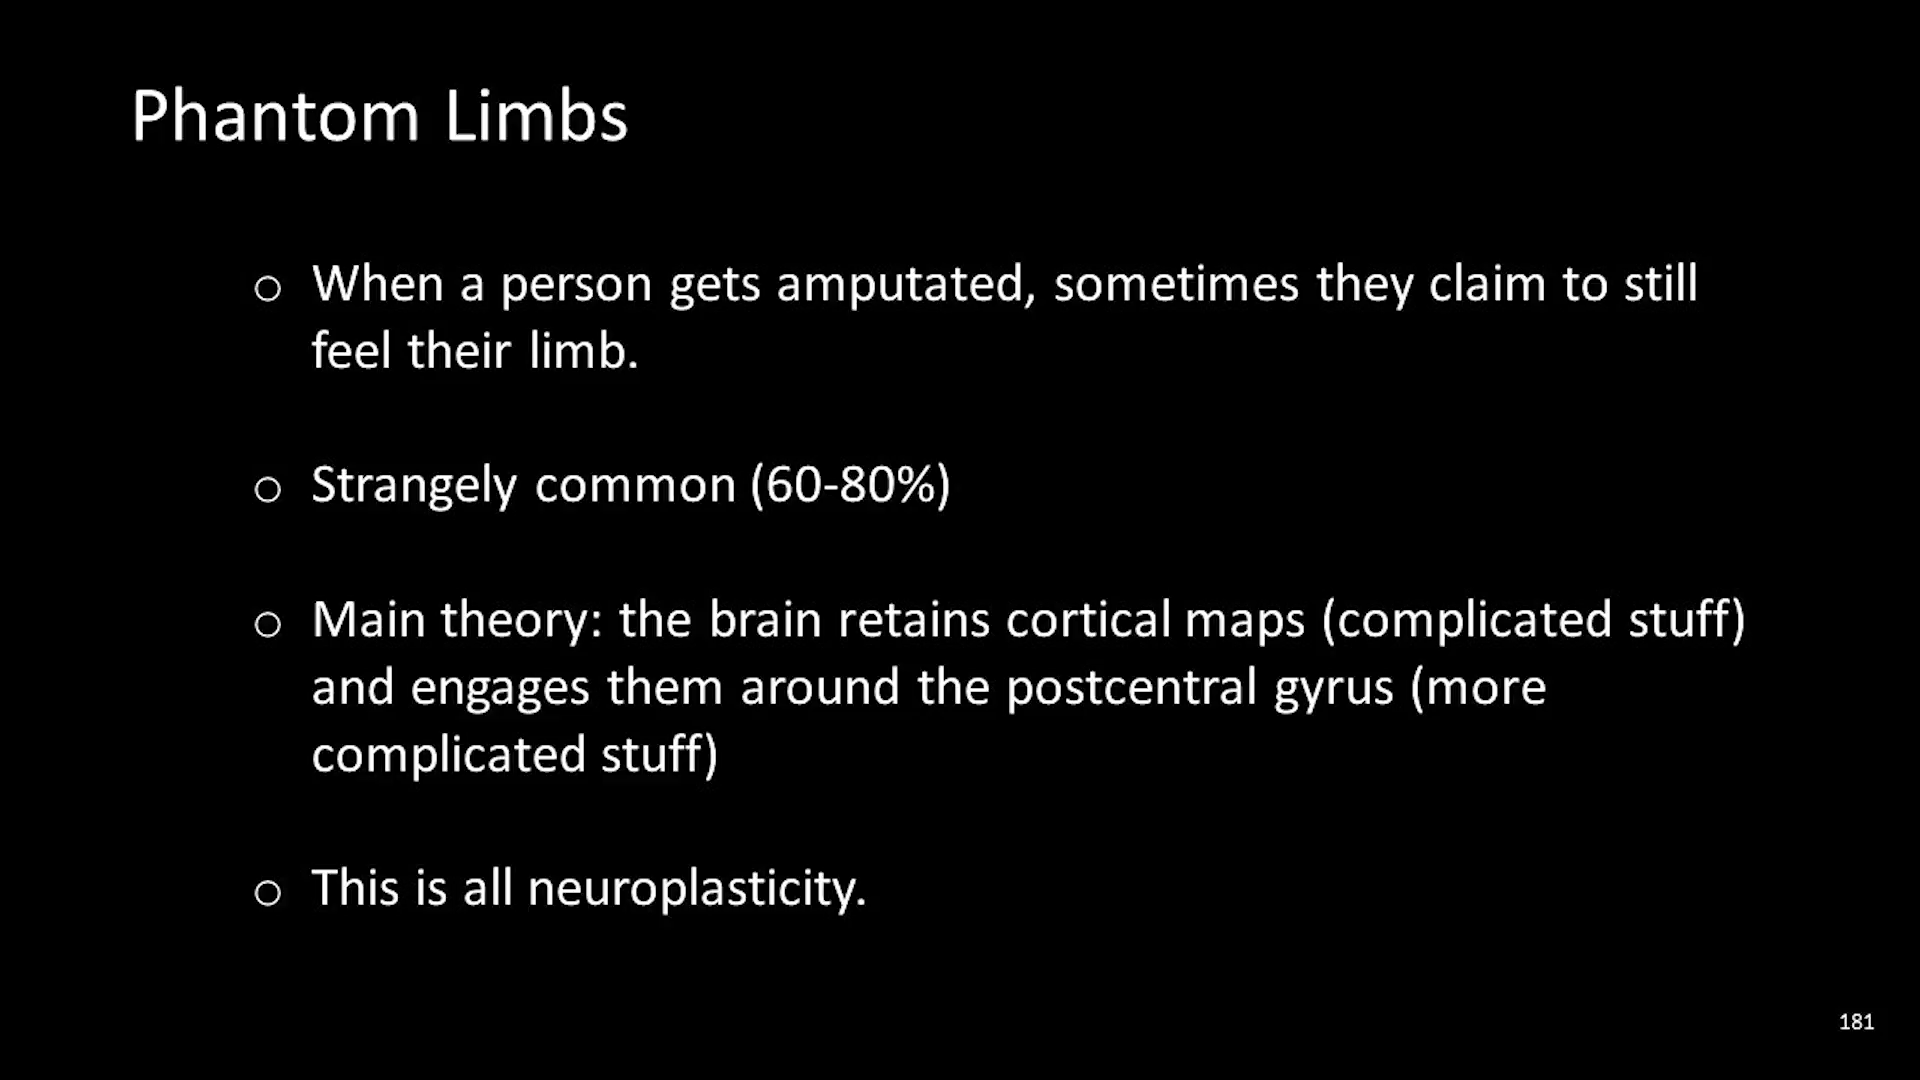 Phantom Limbs
o When a person gets amputated, sometimes they claim to still
feel their limb.
o Strangely common (60-80%)
o Main theory: the brain retains cortical maps (complicated stuff)
and engages them around the postcentral gyrus (more
complicated stuff)
o This is all neuroplasticity.
181